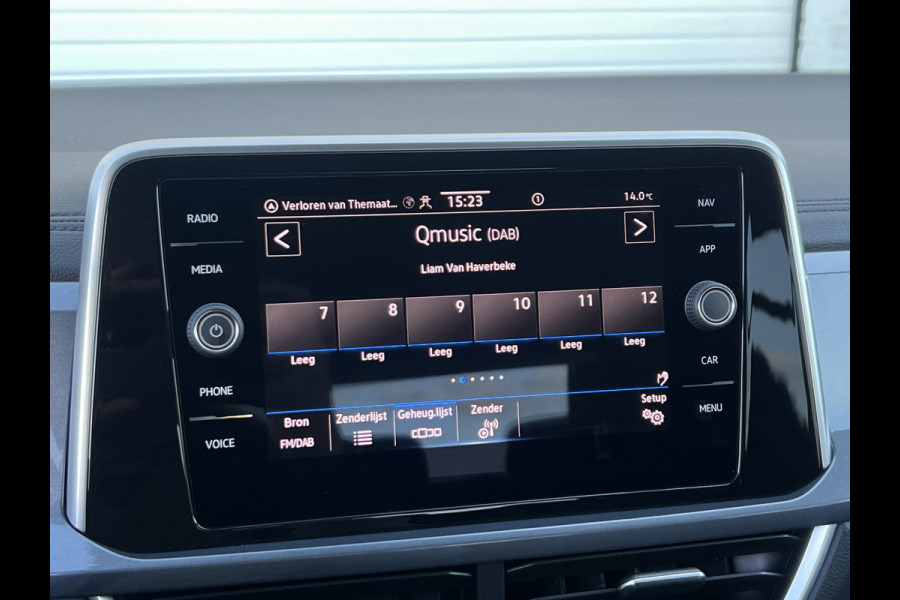 RADIO
MEDIA
PHONE
VOICE
Verloren van Themaat... 15:23 1 14.0°C
< Qmusic (DAB) >
Liam Van Haverbeke
7 8 9 10 11 12
Leeg Leeg Leeg Leeg Leeg Leeg
Bron Zenderlijst Geheug.lijst Zender Setup
FM/DAB
NAV
APP
CAR
MENU